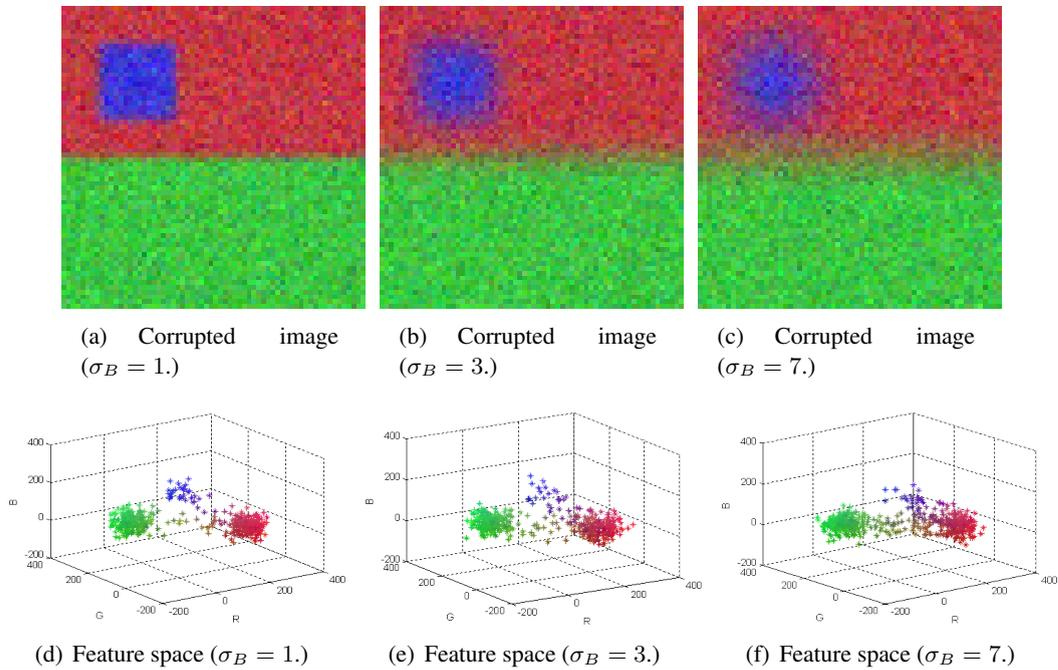 (a) Corrupted image
(σ_B = 1.)
(b) Corrupted image
(σ_B = 3.)
(c) Corrupted image
(σ_B = 7.)
400
200
0
-200
B
400
200
0
-200
G
-200
0
200
400
R
400
200
0
-200
B
400
200
0
-200
G
-200
0
200
400
R
400
200
0
-200
B
400
200
0
-200
G
-200
0
200
400
R
(d) Feature space (σ_B = 1.)
(e) Feature space (σ_B = 3.)
(f) Feature space (σ_B = 7.)